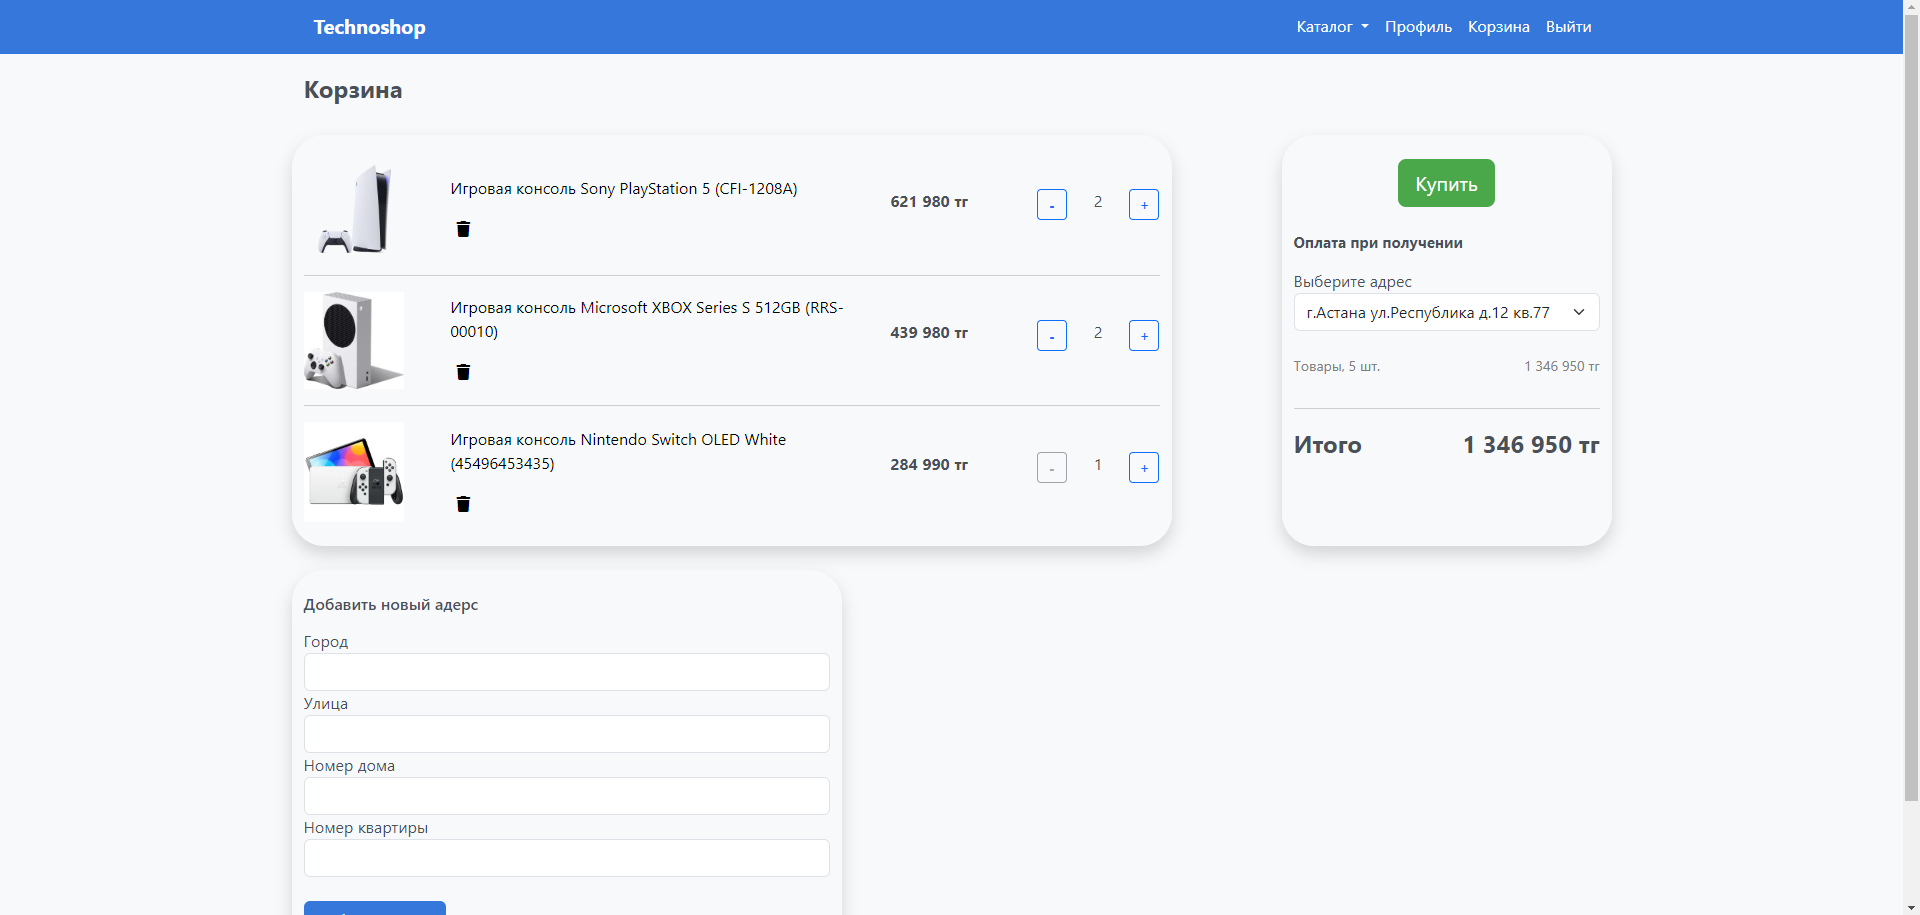 Technoshop
Каталог
Профиль
Корзина
Выйти
Корзина
Игровая консоль Sony PlayStation 5 (CFI-1208A)
621 980 тг
-
2
+
Игровая консоль Microsoft XBOX Series S 512GB (RRS-
00010)
439 980 тг
-
2
+
Игровая консоль Nintendo Switch OLED White
(45496453435)
284 990 тг
-
1
+
Купить
Оплата при получении
Выберите адрес
г.Астана ул.Республика д.12 кв.77
Товары, 5 шт.
1 346 950 тг
Итого
1 346 950 тг
Добавить новый адерс
Город
Улица
Номер дома
Номер квартиры